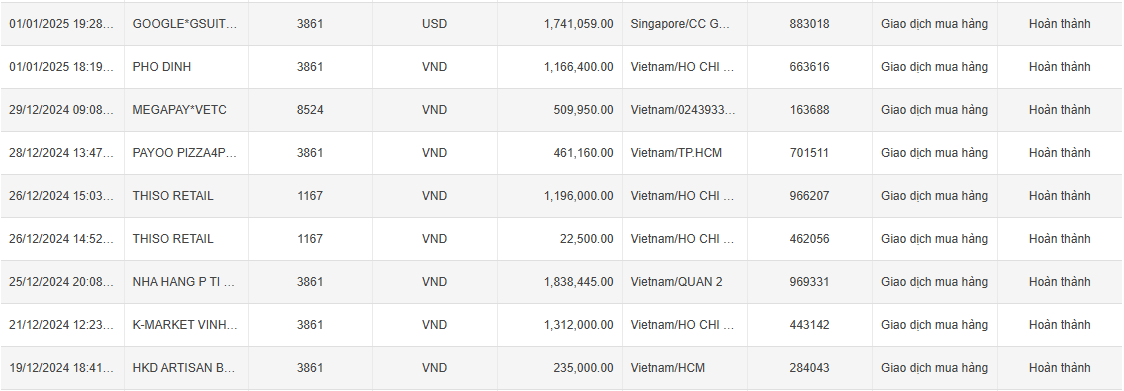 01/01/2025 19:28... GOOGLE*GSUIT... 3861 USD 1,741,059.00 Singapore/CC G... 883018 Giao dịch mua hàng Hoàn thành
01/01/2025 18:19... PHO DINH 3861 VND 1,166,400.00 Vietnam/HO CHI ... 663616 Giao dịch mua hàng Hoàn thành
29/12/2024 09:08... MEGAPAY*VETC 8524 VND 509,950.00 Vietnam/0243933... 163688 Giao dịch mua hàng Hoàn thành
28/12/2024 13:47... PAYOO PIZZA4P... 3861 VND 461,160.00 Vietnam/TP.HCM 701511 Giao dịch mua hàng Hoàn thành
26/12/2024 15:03... THISO RETAIL 1167 VND 1,196,000.00 Vietnam/HO CHI ... 966207 Giao dịch mua hàng Hoàn thành
26/12/2024 14:52... THISO RETAIL 1167 VND 22,500.00 Vietnam/HO CHI ... 462056 Giao dịch mua hàng Hoàn thành
25/12/2024 20:08... NHA HANG P TI ... 3861 VND 1,838,445.00 Vietnam/QUAN 2 969331 Giao dịch mua hàng Hoàn thành
21/12/2024 12:23... K-MARKET VINH... 3861 VND 1,312,000.00 Vietnam/HO CHI ... 443142 Giao dịch mua hàng Hoàn thành
19/12/2024 18:41... HKD ARTISAN B... 3861 VND 235,000.00 Vietnam/HCM 284043 Giao dịch mua hàng Hoàn thành